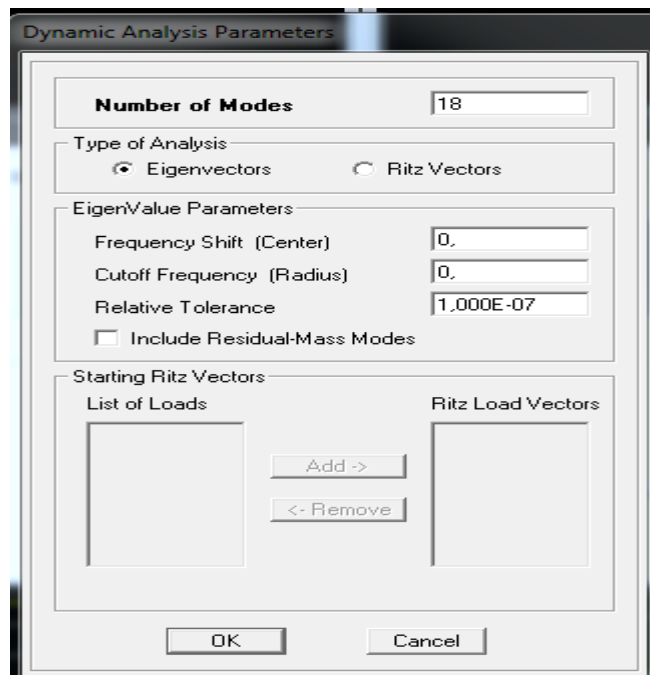 Dynamic Analysis Parameters
Number of Modes 18
Type of Analysis
Eigenvectors Ritz Vectors
EigenValue Parameters
Frequency Shift (Center) 0,
Cutoff Frequency (Radius) 0,
Relative Tolerance 1,000E-07
Include Residual-Mass Modes
Starting Ritz Vectors
List of Loads Ritz Load Vectors
Add ->
<- Remove
OK Cancel